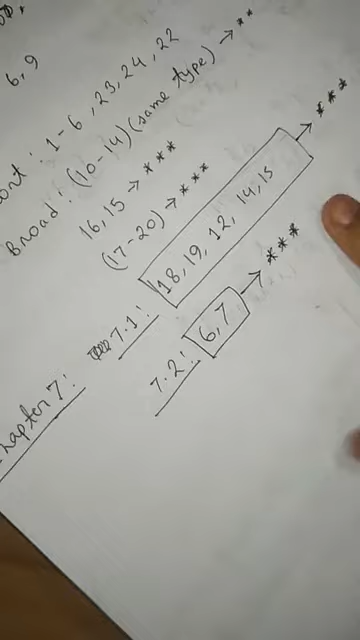 6, 9
ort : 1-6, 23, 24, 22
Broad : (10-14) (same type) → **
16, 15 → ***
(17-20) → ***
Chapter 7 :
7.1 : 18, 19, 12, 14, 15 → ***
7.2 : 6, 7 → ***